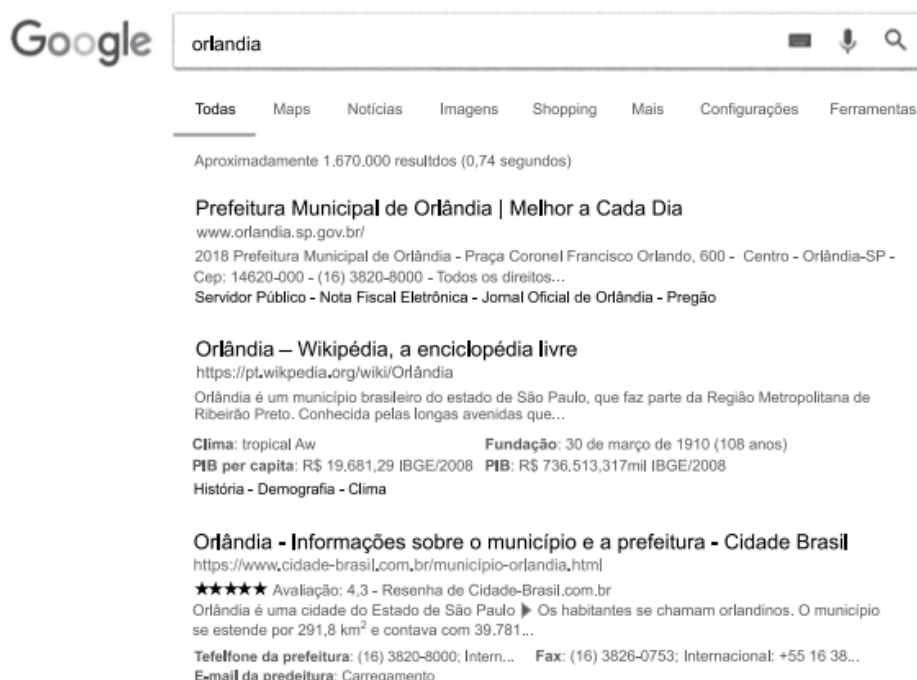 Google orlandia
Todas Maps Notícias Imagens Shopping Mais Configurações Ferramentas
Aproximadamente 1.670.000 resultdos (0,74 segundos)
Prefeitura Municipal de Orlândia | Melhor a Cada Dia
www.orlandia.sp.gov.br/
2018 Prefeitura Municipal de Orlândia - Praça Coronel Francisco Orlando, 600 - Centro - Orlândia-SP -
Cep: 14620-000 - (16) 3820-8000 - Todos os direitos...
Servidor Público - Nota Fiscal Eletrônica - Jornal Oficial de Orlândia - Pregão
Orlândia – Wikipédia, a enciclopédia livre
https://pt.wikpedia.org/wiki/Orlândia
Orlândia é um município brasileiro do estado de São Paulo, que faz parte da Região Metropolitana de
Ribeirão Preto. Conhecida pelas longas avenidas que...
Clima: tropical Aw Fundação: 30 de março de 1910 (108 anos)
PIB per capita: R$ 19.681,29 IBGE/2008 PIB: R$ 736.513,317mil IBGE/2008
História - Demografia - Clima
Orlândia - Informações sobre o município e a prefeitura - Cidade Brasil
https://www.cidade-brasil.com.br/município-orlandia.html
★★★★★ Avaliação: 4,3 - Resenha de Cidade-Brasil.com.br
Orlândia é uma cidade do Estado de São Paulo ▶ Os habitantes se chamam orlandinos. O município
se estende por 291,8 km² e contava com 39.781...
Tefelfone da prefeitura: (16) 3820-8000; Intern... Fax: (16) 3826-0753; Internacional: +55 16 38...
E-mail da predeitura: Carregamento